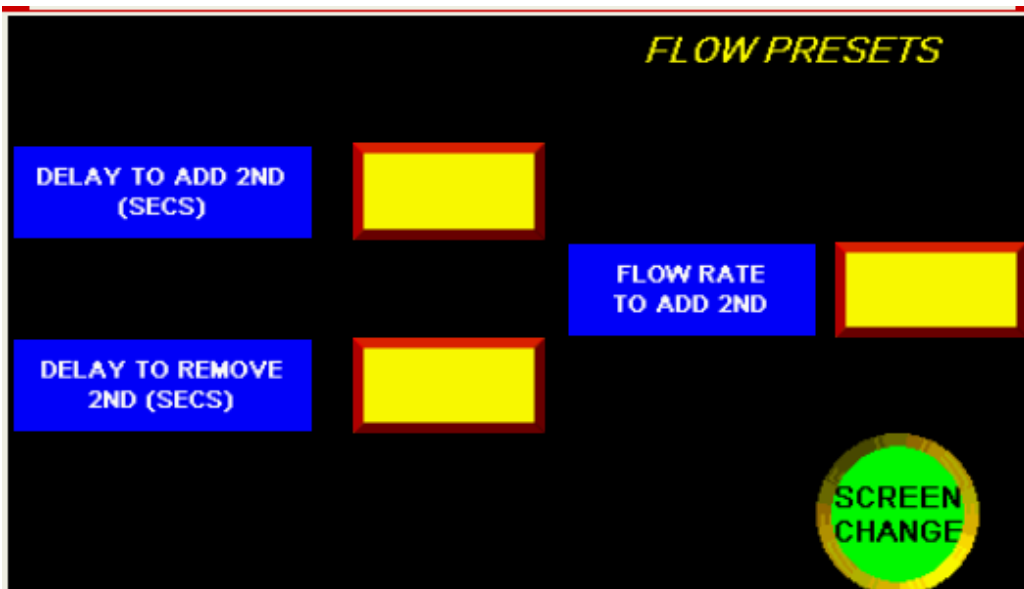 FLOW PRESETS
DELAY TO ADD 2ND
(SECS)
FLOW RATE
TO ADD 2ND
DELAY TO REMOVE
2ND (SECS)
SCREEN
CHANGE